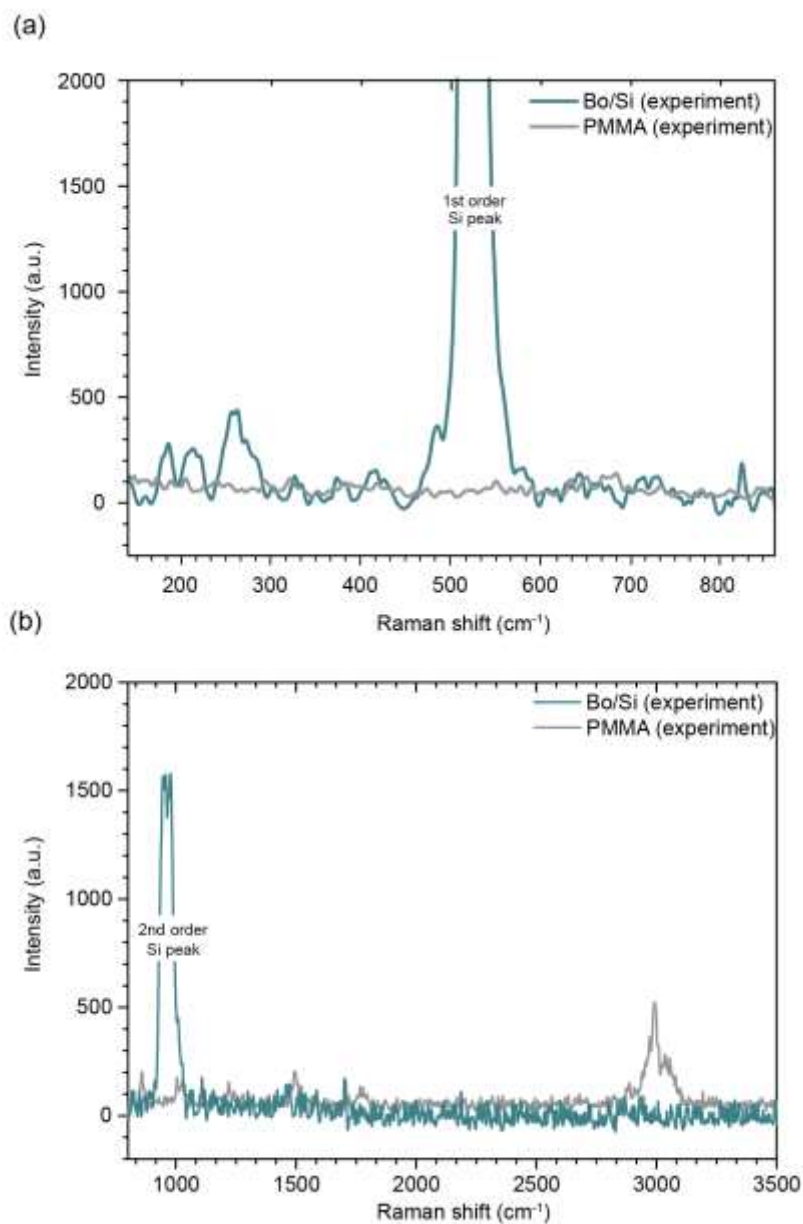 (a)
2000
1500
1000
500
0
Intensity (a.u.)
Bo/Si (experiment)
PMMA (experiment)
1st order
Si peak
200 300 400 500 600 700 800
Raman shift (cm⁻¹)
(b)
2000
1500
1000
500
0
Intensity (a.u.)
Bo/Si (experiment)
PMMA (experiment)
2nd order
Si peak
1000 1500 2000 2500 3000 3500
Raman shift (cm⁻¹)